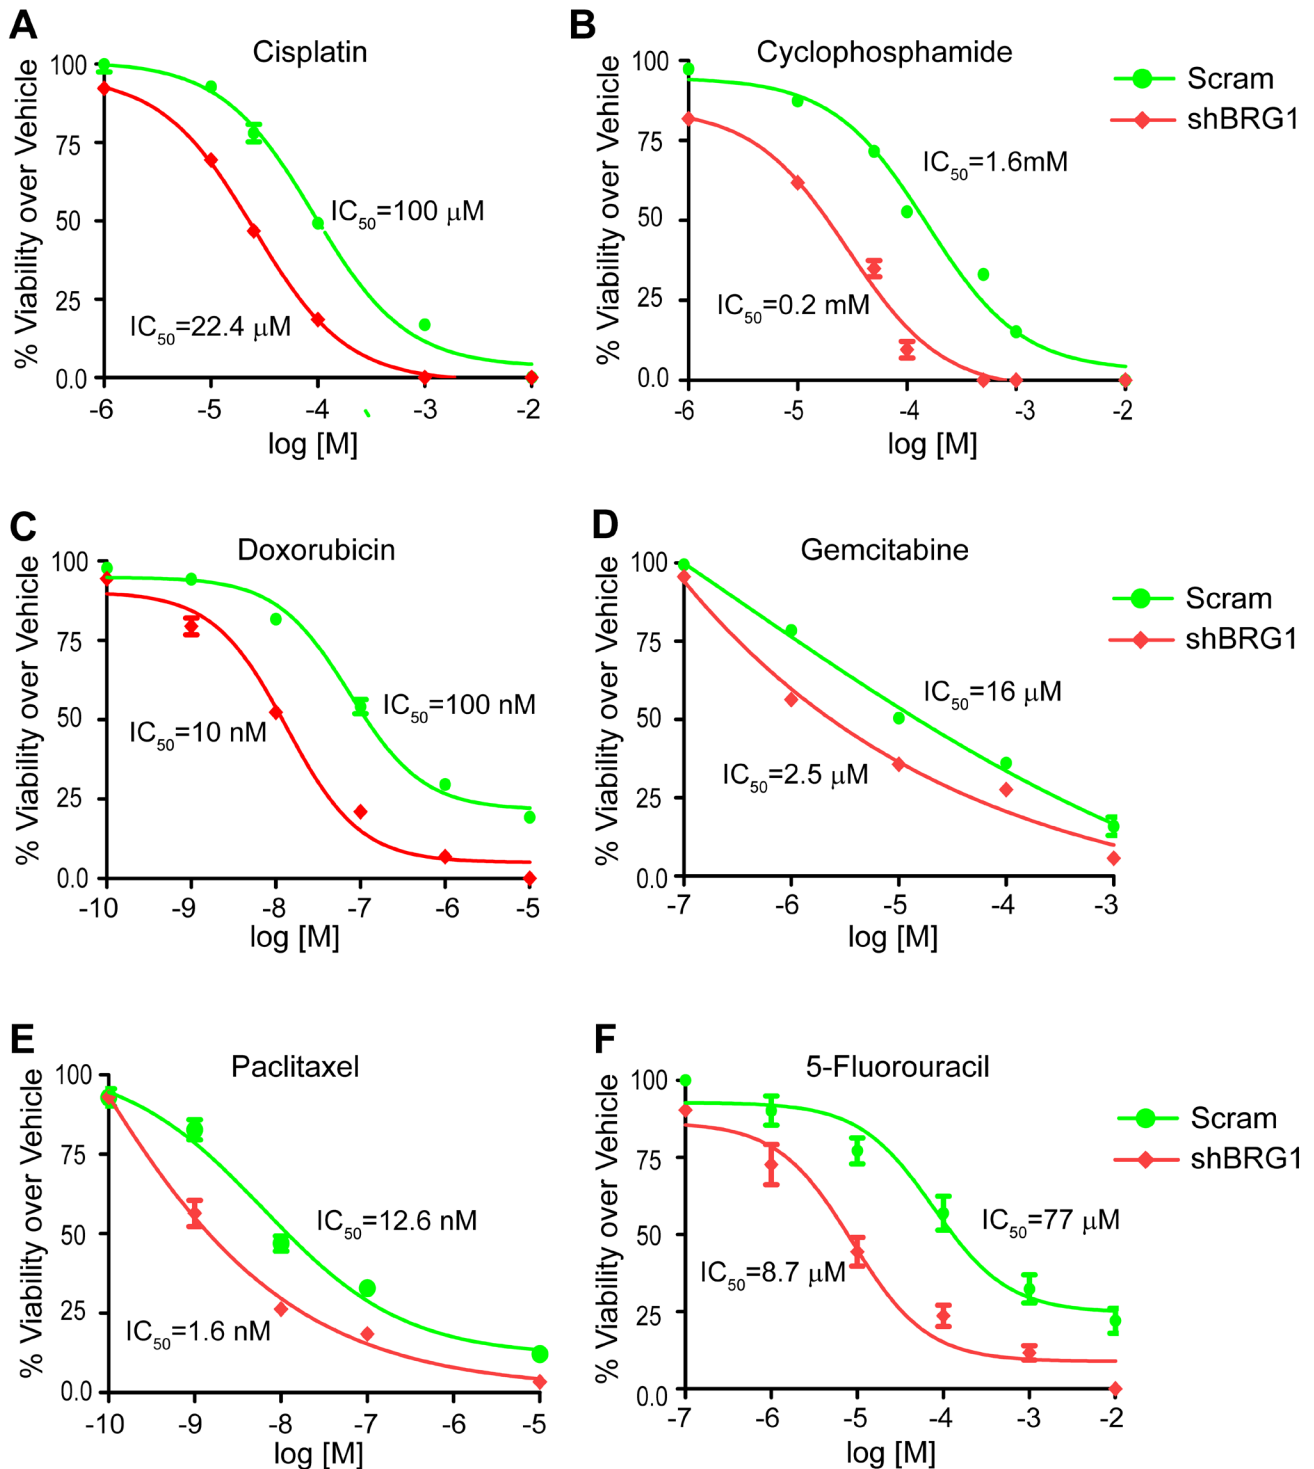 A
Cisplatin
% Viability over Vehicle
100
75
50
25
0.0
IC50=100 μM
IC50=22.4 μM
-6 -5 -4 -3 -2
log [M]
B
Cyclophosphamide
% Viability over Vehicle
100
75
50
25
0.0
IC50=1.6mM
IC50=0.2 mM
-6 -5 -4 -3 -2
log [M]
Scram
shBRG1
C
Doxorubicin
% Viability over Vehicle
100
75
50
25
0.0
IC50=100 nM
IC50=10 nM
-10 -9 -8 -7 -6 -5
log [M]
D
Gemcitabine
% Viability over Vehicle
100
75
50
25
0.0
IC50=16 μM
IC50=2.5 μM
-7 -6 -5 -4 -3
log [M]
Scram
shBRG1
E
Paclitaxel
% Viability over Vehicle
100
75
50
25
0.0
IC50=12.6 nM
IC50=1.6 nM
-10 -9 -8 -7 -6 -5
log [M]
F
5-Fluorouracil
% Viability over Vehicle
100
75
50
25
0.0
IC50=77 μM
IC50=8.7 μM
-7 -6 -5 -4 -3 -2
log [M]
Scram
shBRG1